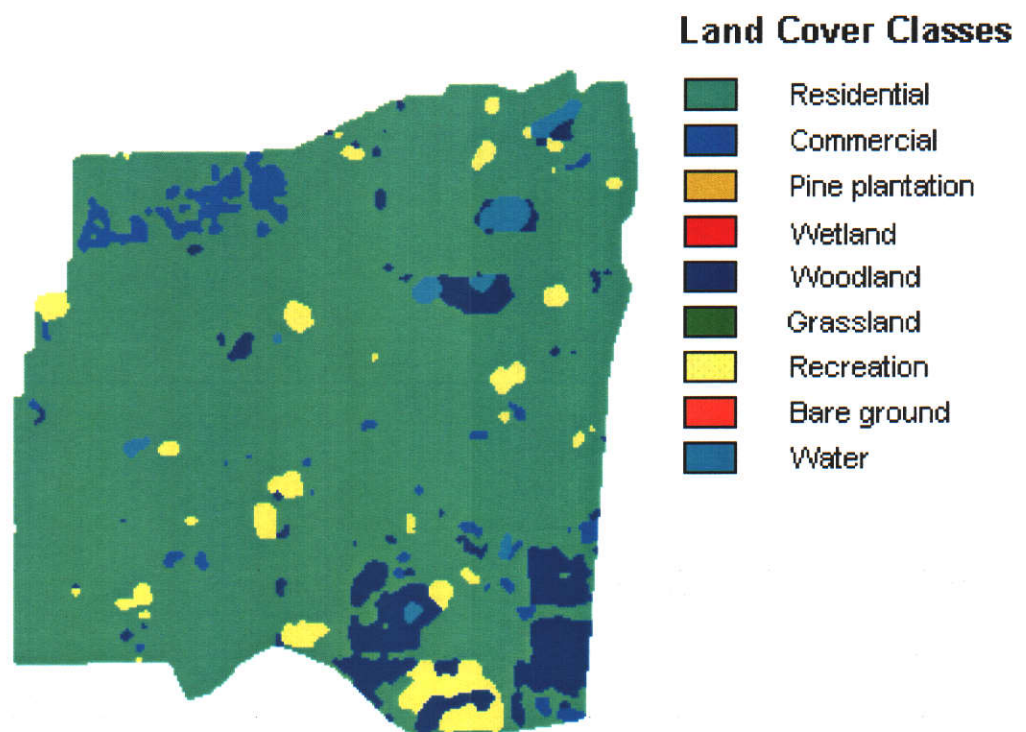 Land Cover Classes
Residential
Commercial
Pine plantation
Wetland
Woodland
Grassland
Recreation
Bare ground
Water